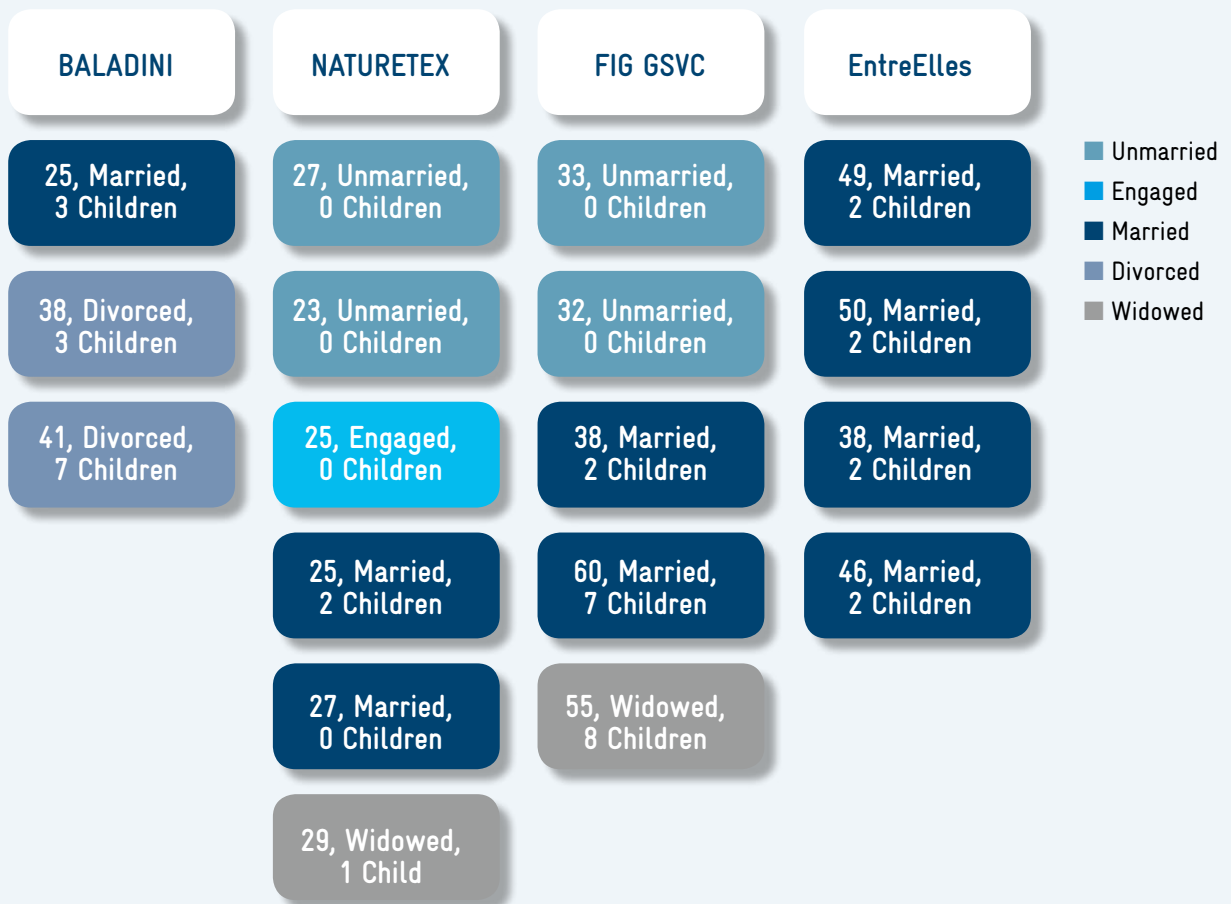 BALADINI
25, Married,
3 Children
38, Divorced,
3 Children
41, Divorced,
7 Children
NATURETEX
27, Unmarried,
0 Children
23, Unmarried,
0 Children
25, Engaged,
0 Children
25, Married,
2 Children
27, Married,
0 Children
29, Widowed,
1 Child
FIG GSVC
33, Unmarried,
0 Children
32, Unmarried,
0 Children
38, Married,
2 Children
60, Married,
7 Children
55, Widowed,
8 Children
EntreElles
49, Married,
2 Children
50, Married,
2 Children
38, Married,
2 Children
46, Married,
2 Children
Unmarried
Engaged
Married
Divorced
Widowed